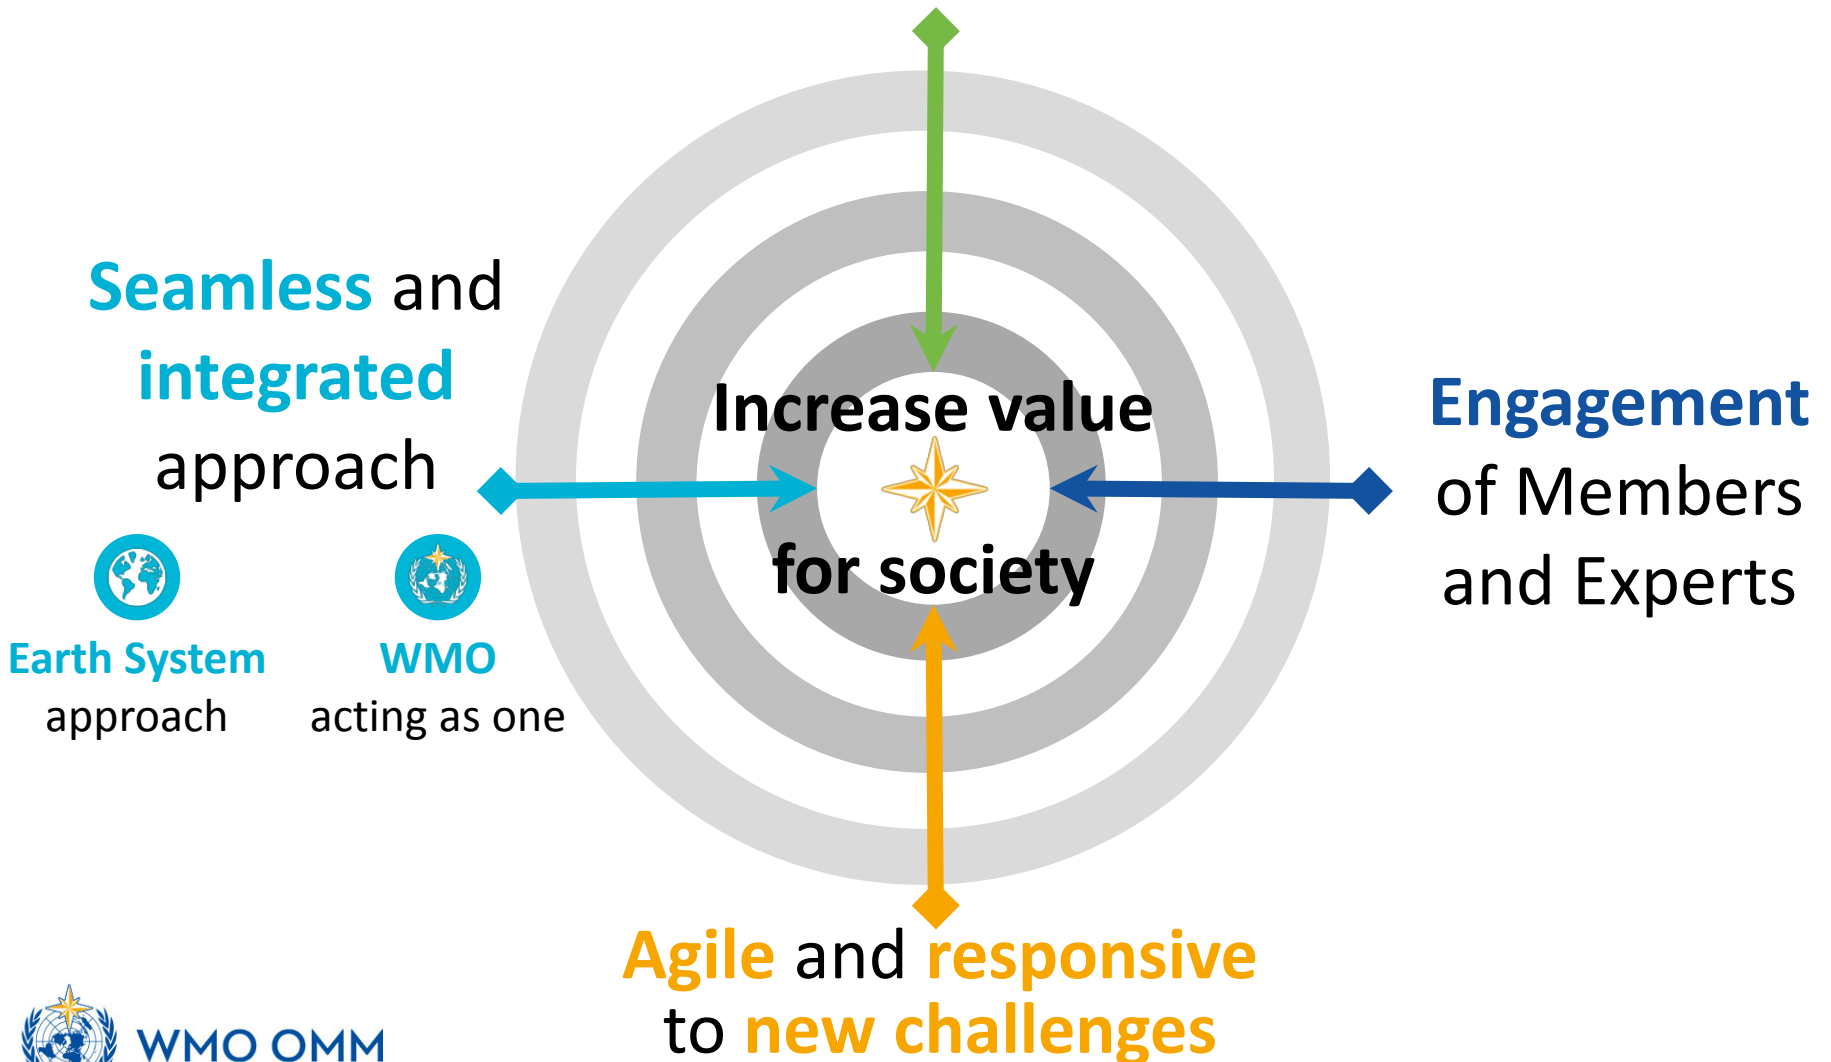 Seamless and
integrated
approach
Earth System
approach
WMO
acting as one
Increase value
for society
Engagement
of Members
and Experts
Agile and responsive
to new challenges
WMO OMM